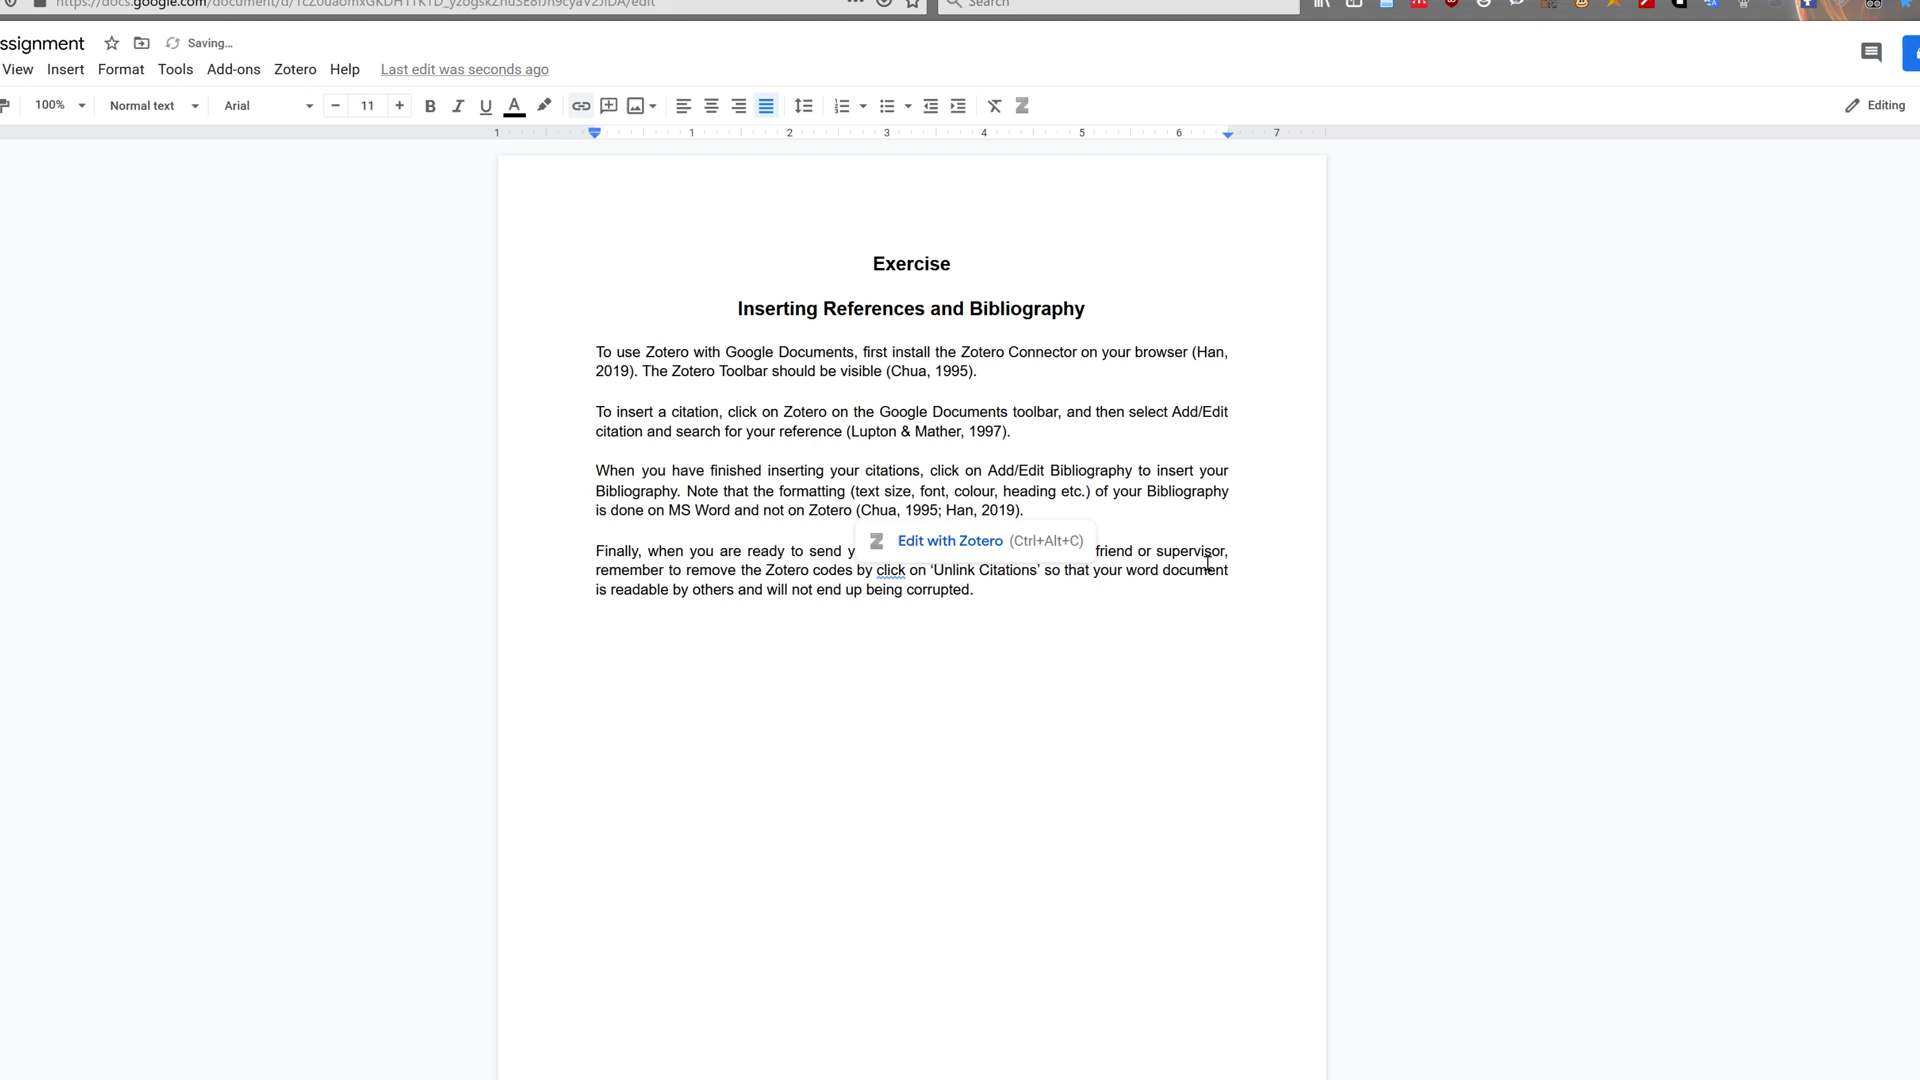 Search
ssignment Saving...
View Insert Format Tools Add-ons Zotero Help Last edit was seconds ago
100% Normal text Arial 11 Editing
1 1 2 3 4 5 6 7
Exercise
Inserting References and Bibliography
To use Zotero with Google Documents, first install the Zotero Connector on your browser (Han,
2019). The Zotero Toolbar should be visible (Chua, 1995).
To insert a citation, click on Zotero on the Google Documents toolbar, and then select Add/Edit
citation and search for your reference (Lupton & Mather, 1997).
When you have finished inserting your citations, click on Add/Edit Bibliography to insert your
Bibliography. Note that the formatting (text size, font, colour, heading etc.) of your Bibliography
is done on MS Word and not on Zotero (Chua, 1995; Han, 2019).
Edit with Zotero (Ctrl+Alt+C)
Finally, when you are ready to send y friend or supervisor,
remember to remove the Zotero codes by click on ‘Unlink Citations’ so that your word document
is readable by others and will not end up being corrupted.